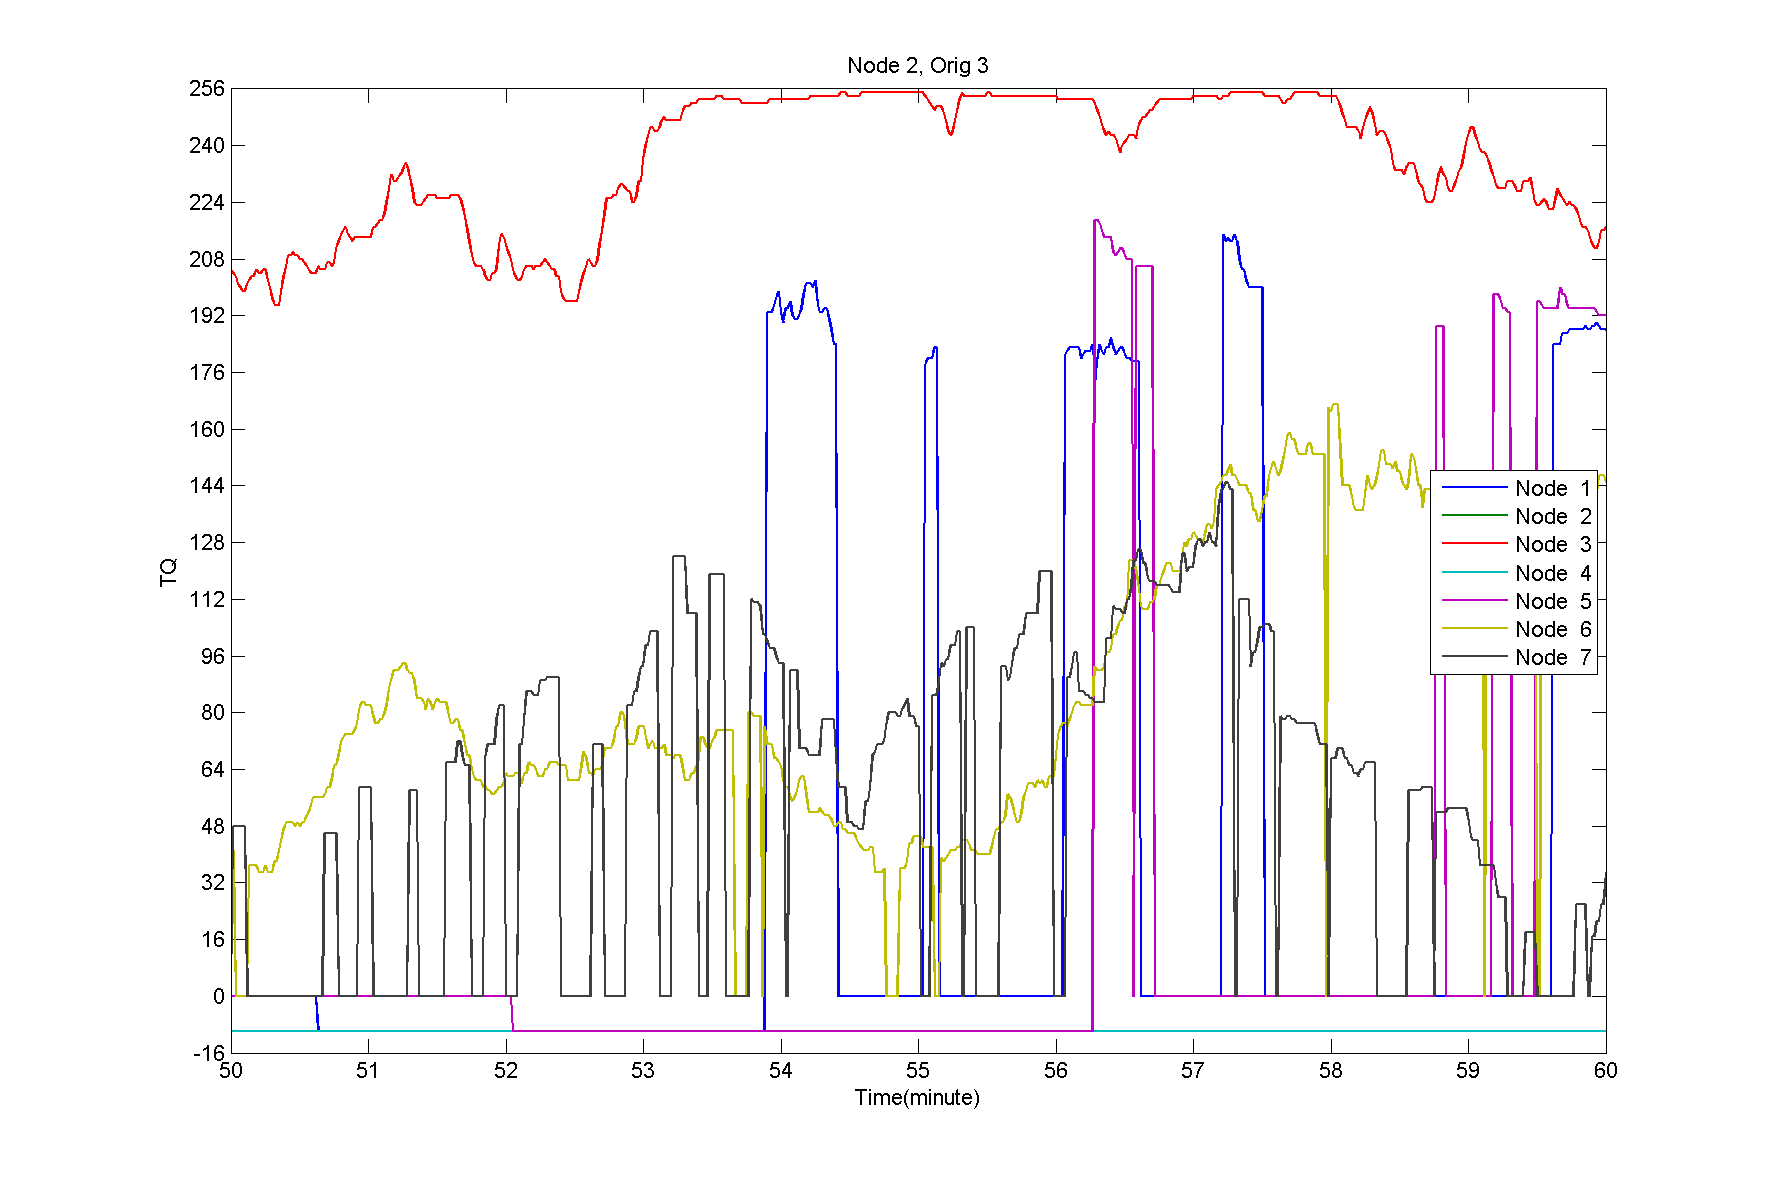 Node 2, Orig 3
256
240
224
208
192
176
160
144
128
112
96
80
64
48
32
16
0
-16
TQ
Node 1
Node 2
Node 3
Node 4
Node 5
Node 6
Node 7
50 51 52 53 54 55 56 57 58 59 60
Time(minute)